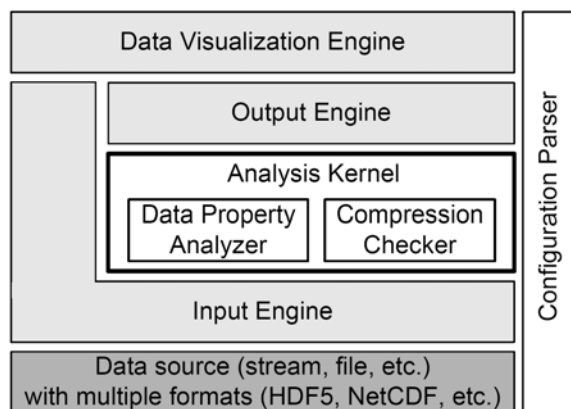 Data Visualization Engine
Output Engine
Analysis Kernel
Data Property
Analyzer
Compression
Checker
Input Engine
Data source (stream, file, etc.)
with multiple formats (HDF5, NetCDF, etc.)
Configuration Parser